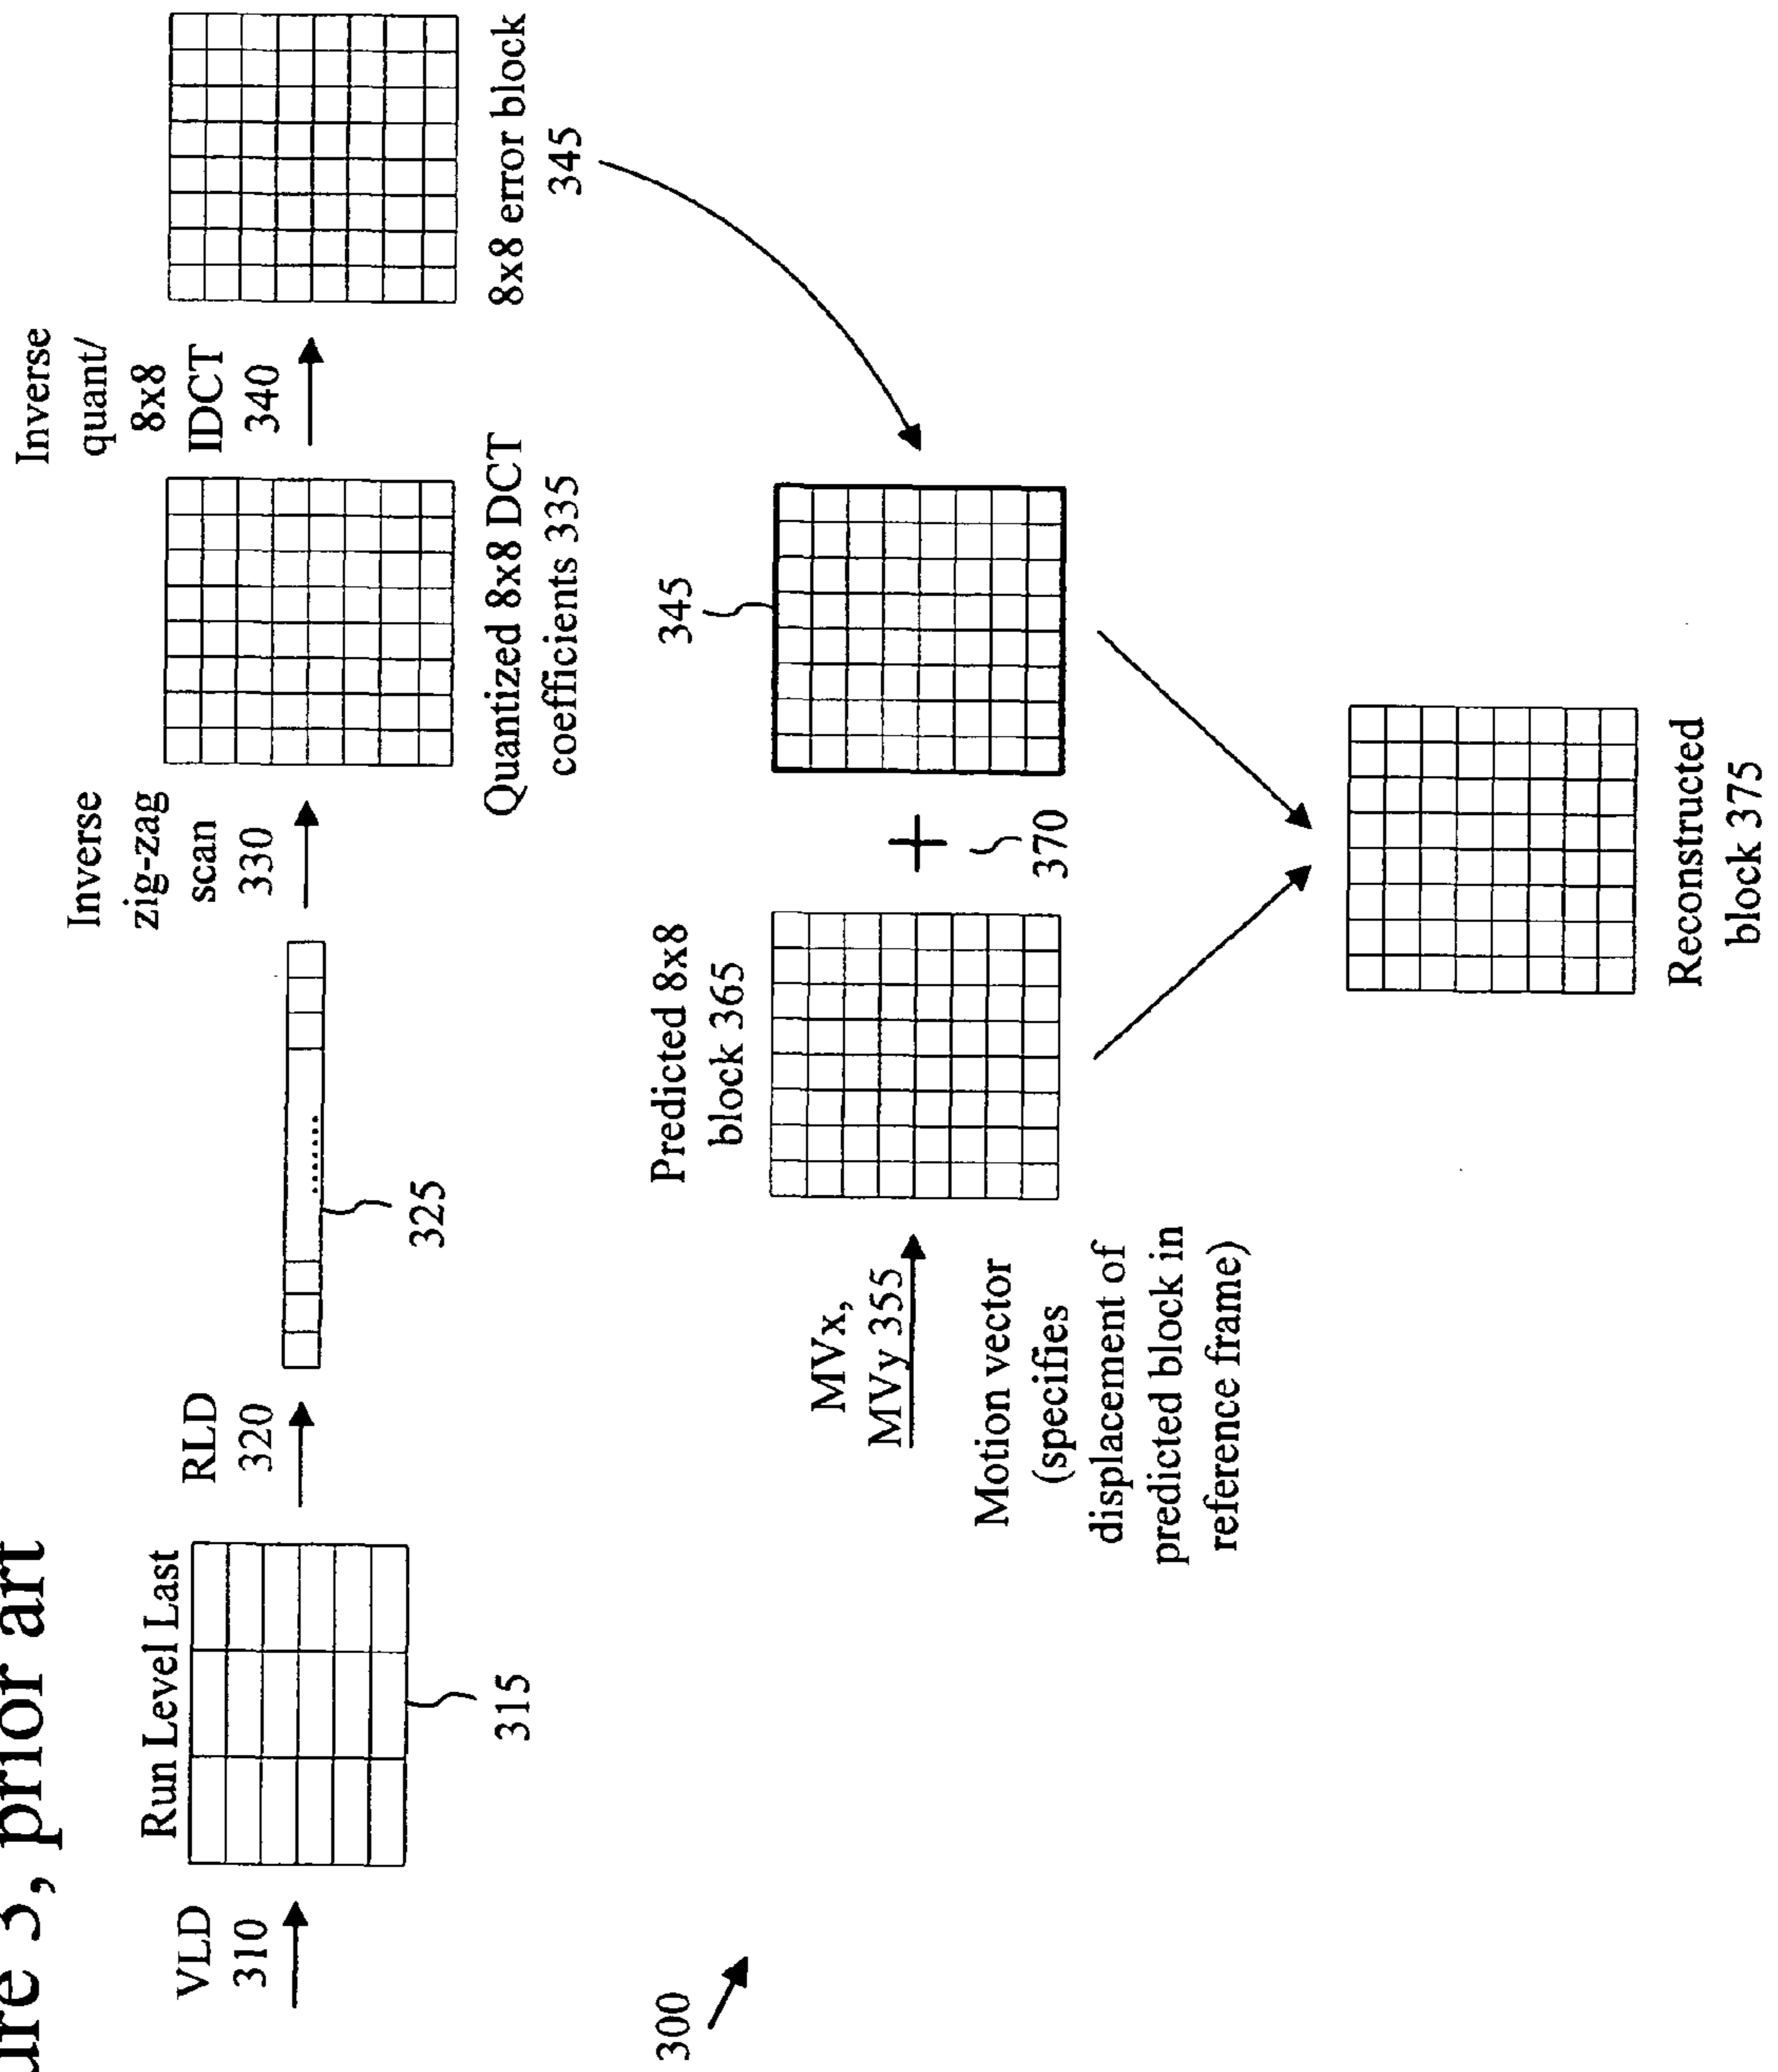 3, prior art
VLD
310
Run Level Last
315
RLD
320
325
Inverse
zig-zag
scan
330
Quantized 8x8 DCT
coefficients 335
Inverse
quant/
8x8
IDCT
340
8x8 error block
345
300
MVx,
MVy 355
Motion vector
(specifies
displacement of
predicted block in
reference frame)
Predicted 8x8
block 365
370
345
Reconstructed
block 375